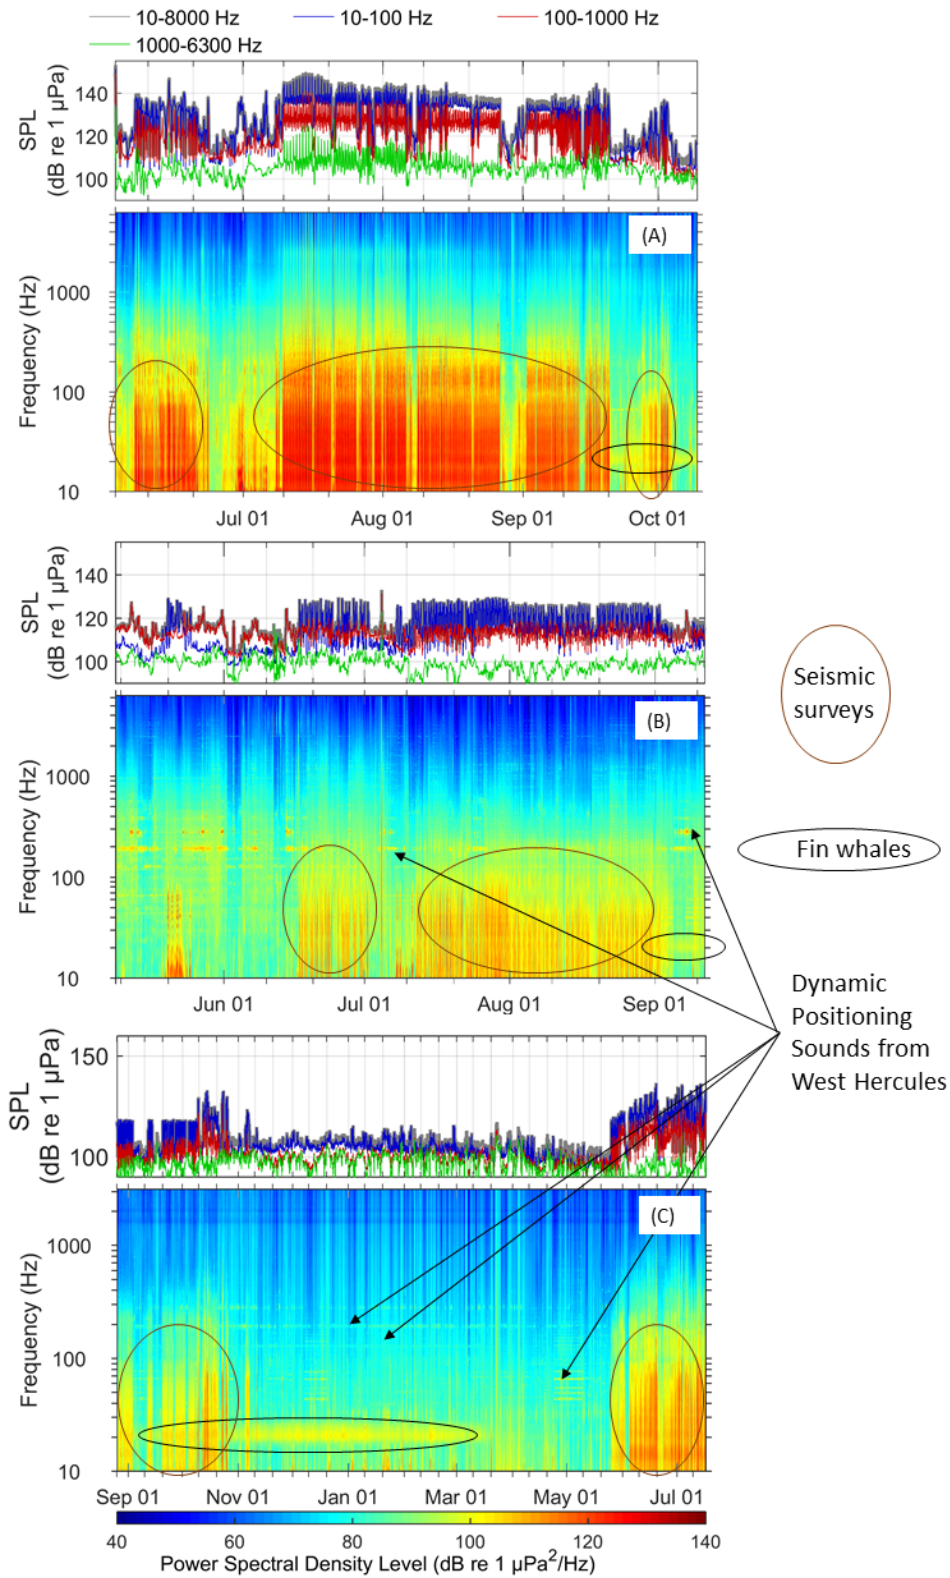 10-8000 Hz 10-100 Hz 100-1000 Hz
1000-6300 Hz
SPL
(dB re 1 µPa)
140
120
100
(A)
Frequency (Hz)
1000
100
10
Jul 01 Aug 01 Sep 01 Oct 01
SPL
(dB re 1 µPa)
140
120
100
(B)
Frequency (Hz)
1000
100
10
Jun 01 Jul 01 Aug 01 Sep 01
Seismic
surveys
Fin whales
Dynamic
Positioning
Sounds from
West Hercules
SPL
(dB re 1 µPa)
150
100
(C)
Frequency (Hz)
1000
100
10
Sep 01 Nov 01 Jan 01 Mar 01 May 01 Jul 01
40 60 80 100 120 140
Power Spectral Density Level (dB re 1 µPa²/Hz)